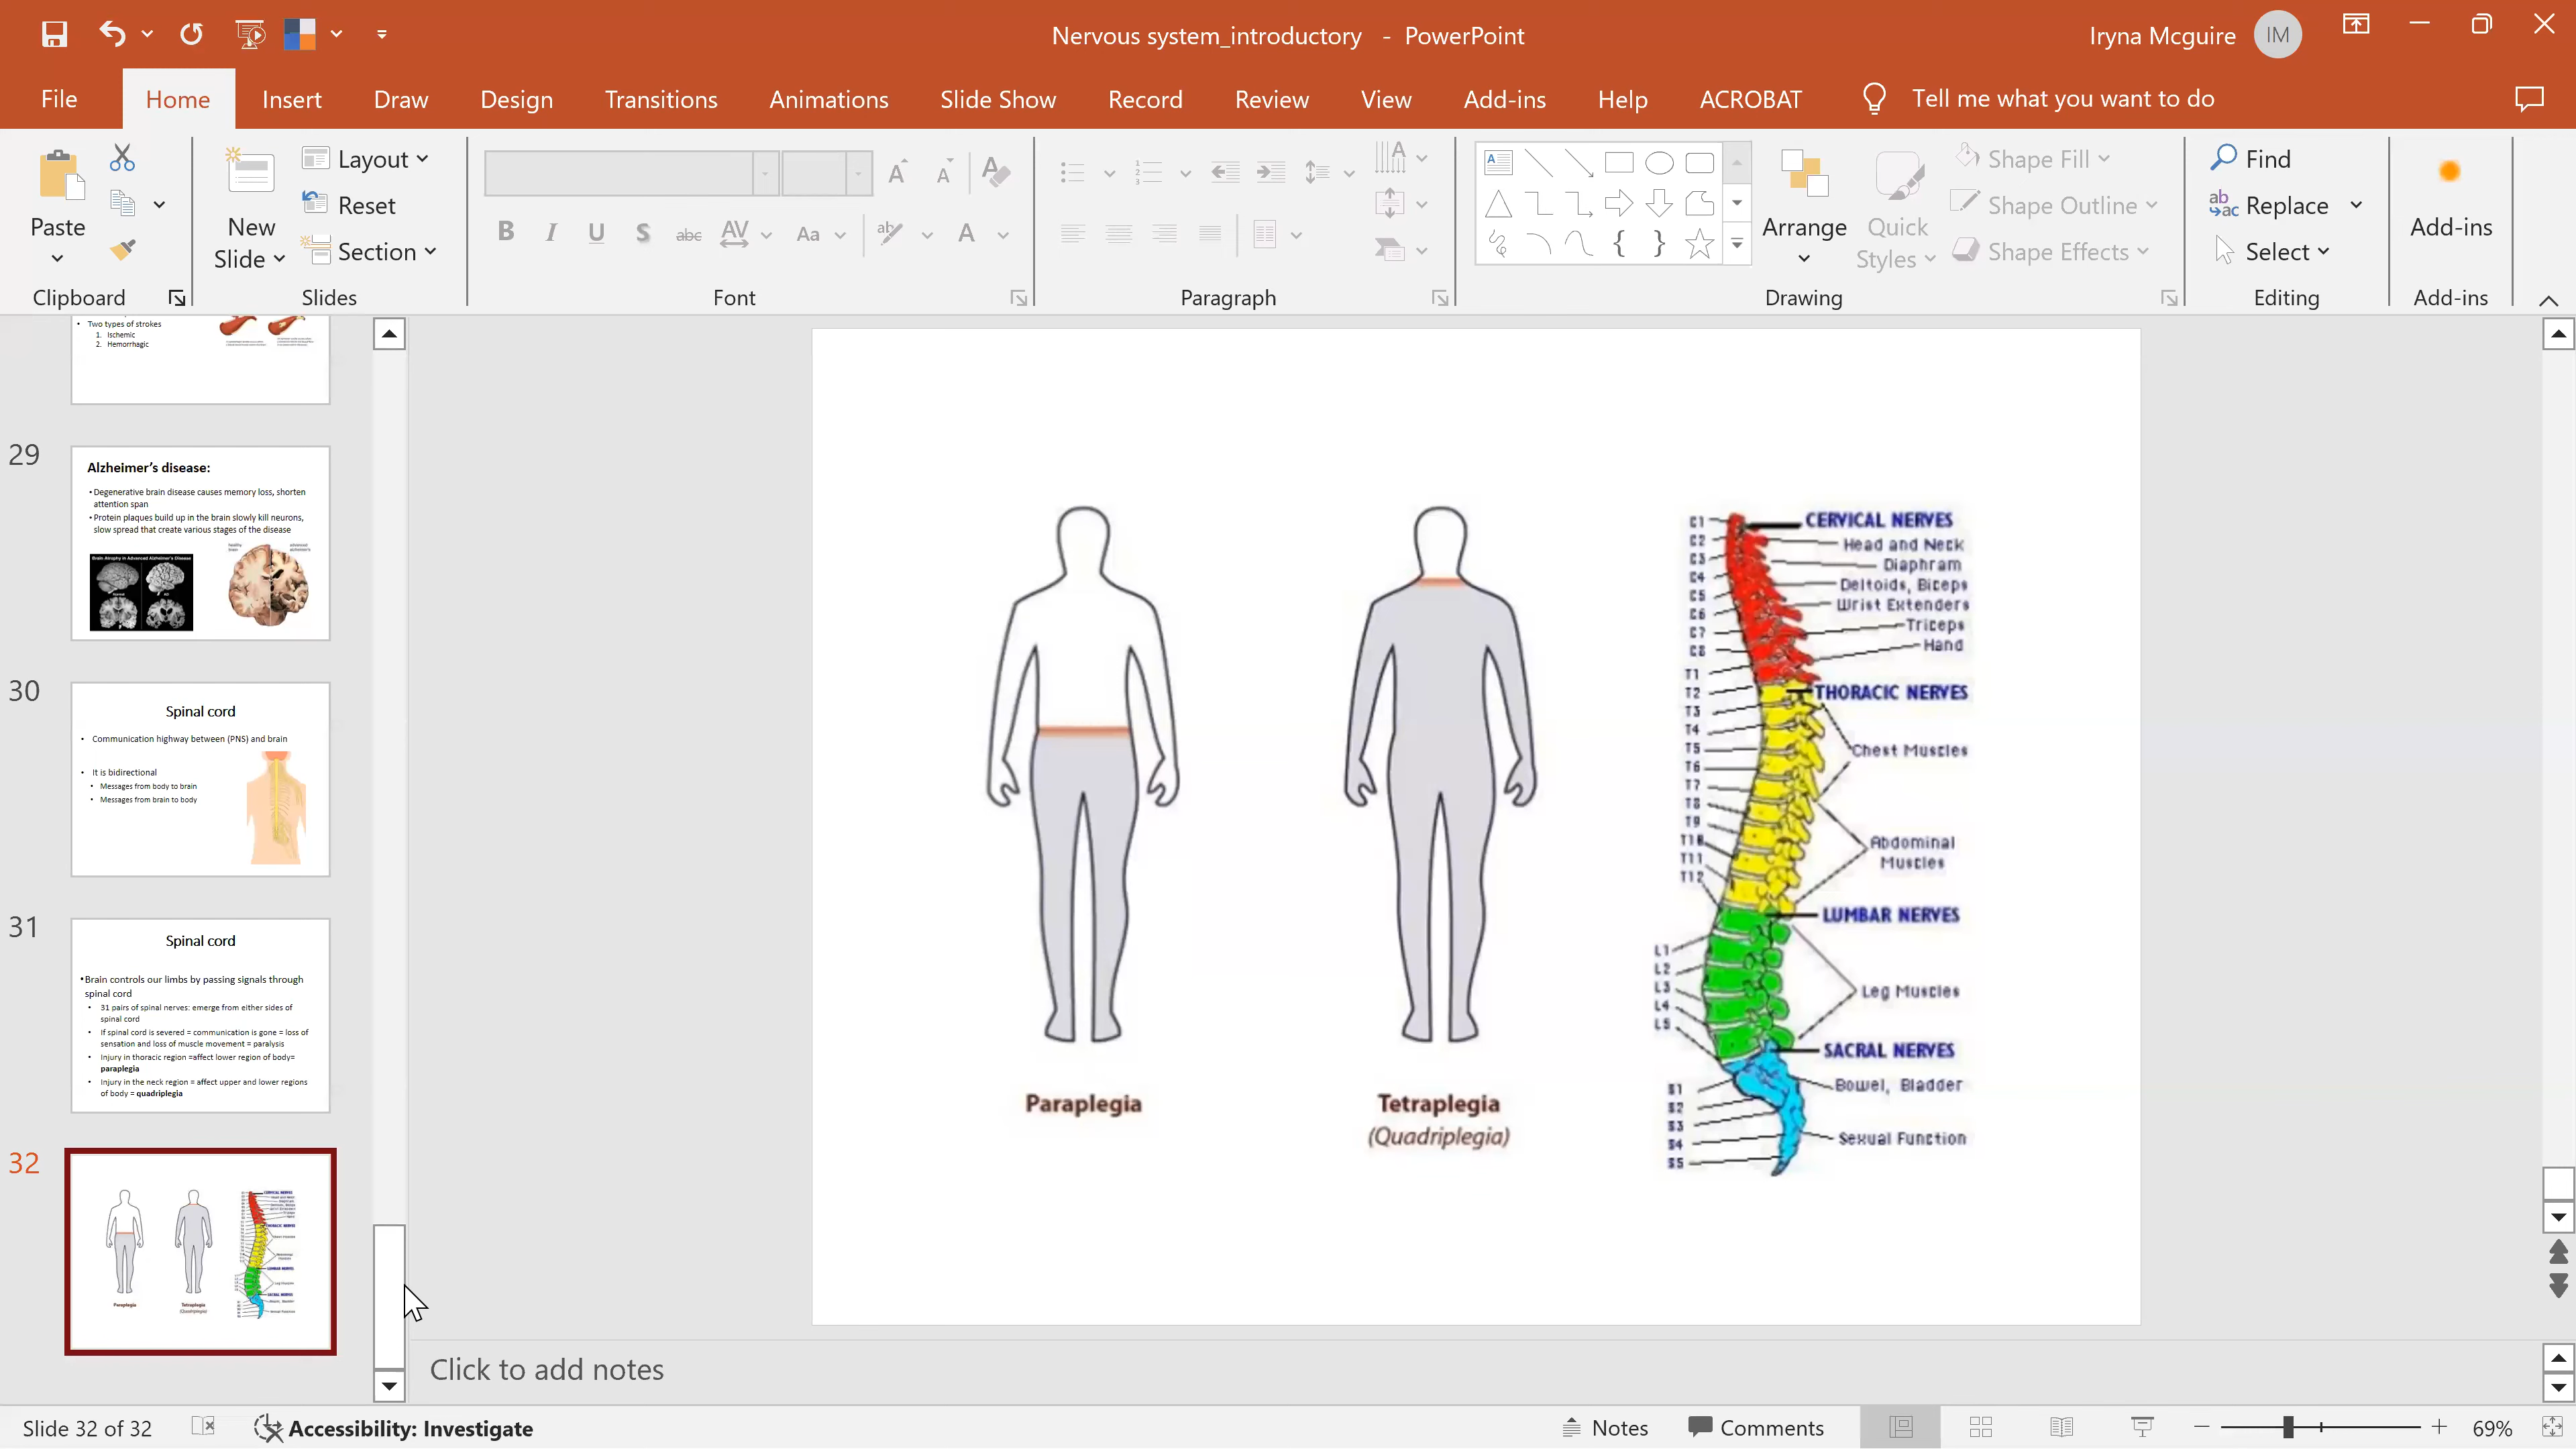 Nervous system_introductory - PowerPoint
Iryna Mcguire
IM
File
Home
Insert
Draw
Design
Transitions
Animations
Slide Show
Record
Review
View
Add-ins
Help
ACROBAT
Tell me what you want to do
Paste
New
Slide
Layout
Reset
Section
Shape Fill
Shape Outline
Shape Effects
Arrange
Quick
Styles
Find
Replace
Select
Add-ins
Clipboard
Slides
Font
Paragraph
Drawing
Editing
Add-ins
• Two types of strokes
1. Ischemic
2. Hemorrhagic
29
Alzheimer’s disease:
•Degenerative brain disease causes memory loss, shorten
attention span
•Protein plaques build up in the brain slowly kill neurons,
slow spread that create various stages of the disease
Brain Atrophy in Advanced Alzheimer's Disease
30
Spinal cord
• Communication highway between (PNS) and brain
• It is bidirectional
• Messages from body to brain
• Messages from brain to body
31
Spinal cord
•Brain controls our limbs by passing signals through
spinal cord
• 31 pairs of spinal nerves: emerge from either sides of
spinal cord
• If spinal cord is severed = communication is gone = loss of
sensation and loss of muscle movement = paralysis
• Injury in thoracic region =affect lower region of body=
paraplegia
• Injury in the neck region = affect upper and lower regions
of body = quadriplegia
32
Paraplegia
Tetraplegia
(Quadriplegia)
C1
C2
C3
C4
C5
C6
C7
C8
T1
T2
T3
T4
T5
T6
T7
T8
T9
T10
T11
T12
L1
L2
L3
L4
L5
S1
S2
S3
S4
S5
CERVICAL NERVES
Head and Neck
Diaphram
Deltoids, Biceps
Wrist Extenders
Triceps
Hand
THORACIC NERVES
Chest Muscles
Abdominal
Muscles
LUMBAR NERVES
Leg Muscles
SACRAL NERVES
Bowel, Bladder
Sexual Function
Click to add notes
Slide 32 of 32
Accessibility: Investigate
Notes
Comments
69%